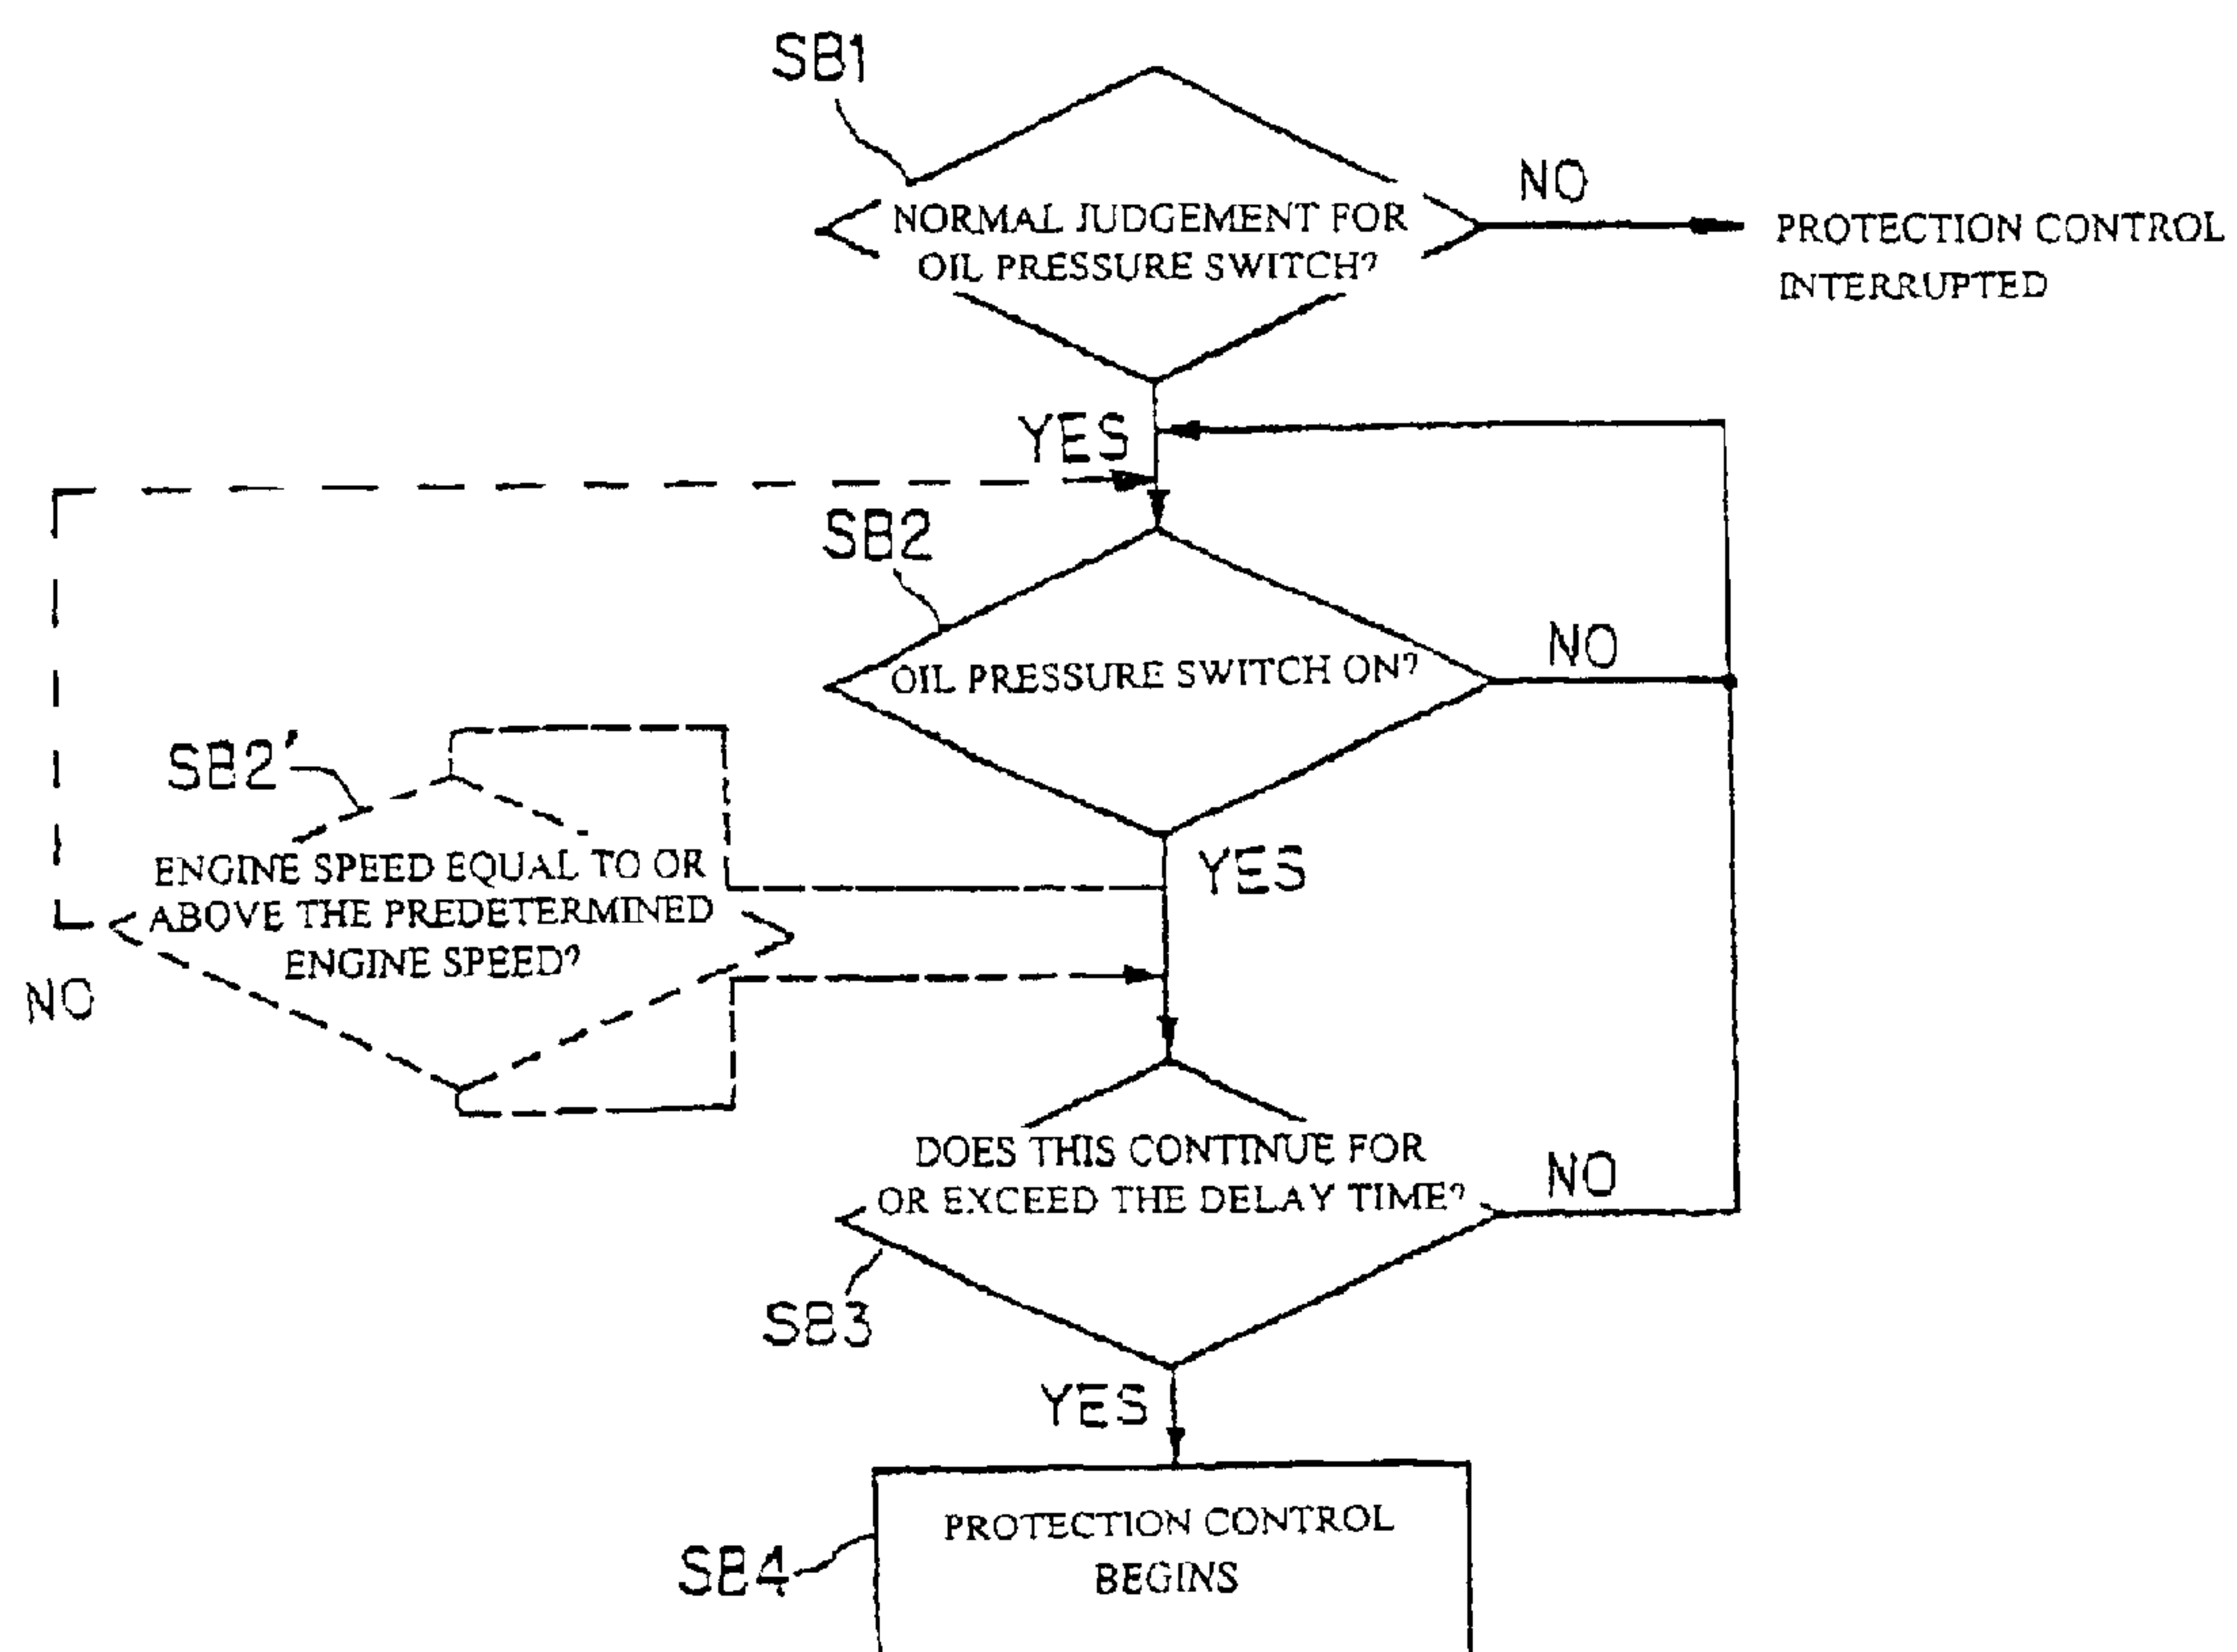 SB1
NORMAL JUDGEMENT FOR
OIL PRESSURE SWITCH?
NO
PROTECTION CONTROL
INTERRUPTED
YES
SB2
OIL PRESSURE SWITCH ON?
NO
YES
SB2'
ENGINE SPEED EQUAL TO OR
ABOVE THE PREDETERMINED
ENGINE SPEED?
NO
DOES THIS CONTINUE FOR
OR EXCEED THE DELAY TIME?
NO
SB3
YES
PROTECTION CONTROL
BEGINS
SB4